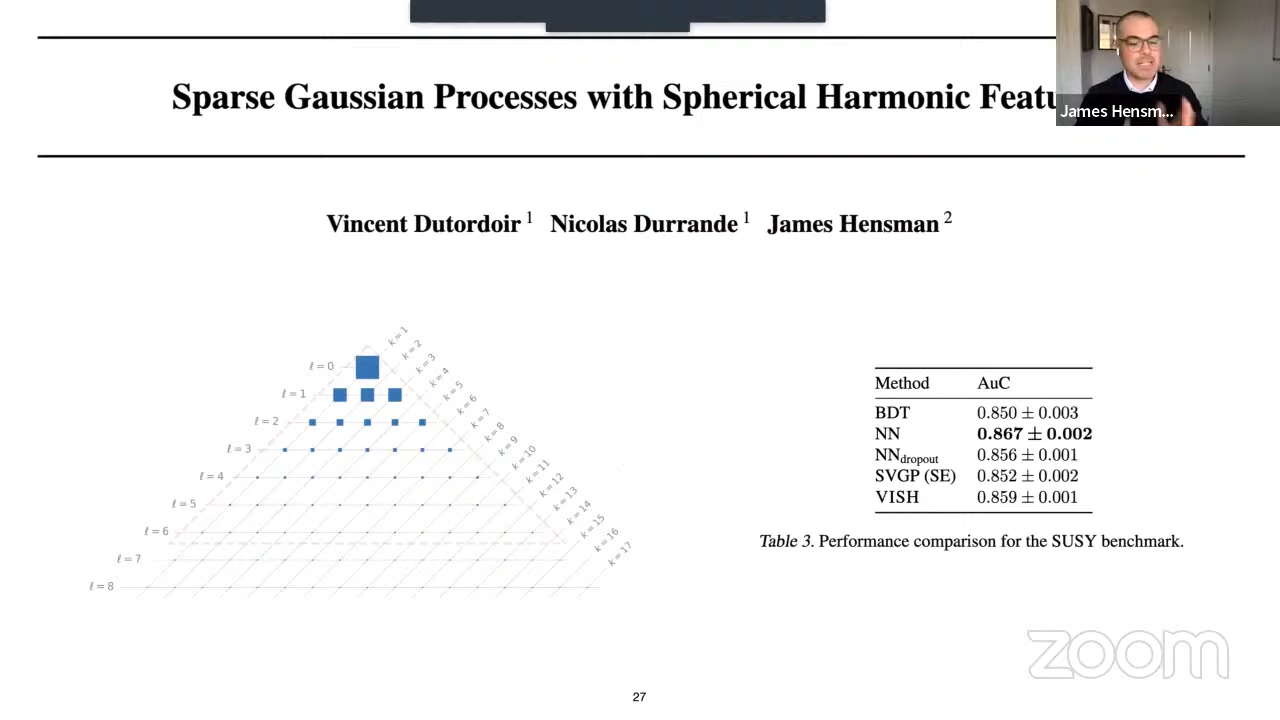 Sparse Gaussian Processes with Spherical Harmonic Featu
James Hensm...
Vincent Dutordoir 1 Nicolas Durrande 1 James Hensman 2
ℓ = 0
ℓ = 1
ℓ = 2
ℓ = 3
ℓ = 4
ℓ = 5
ℓ = 6
ℓ = 7
ℓ = 8
k = 1
k = 2
k = 3
k = 4
k = 5
k = 6
k = 7
k = 8
k = 9
k = 10
k = 11
k = 12
k = 13
k = 14
k = 15
k = 16
k = 17
Method AuC
BDT 0.850 ± 0.003
NN 0.867 ± 0.002
NNdropout 0.856 ± 0.001
SVGP (SE) 0.852 ± 0.002
VISH 0.859 ± 0.001
Table 3. Performance comparison for the SUSY benchmark.
zoom
27